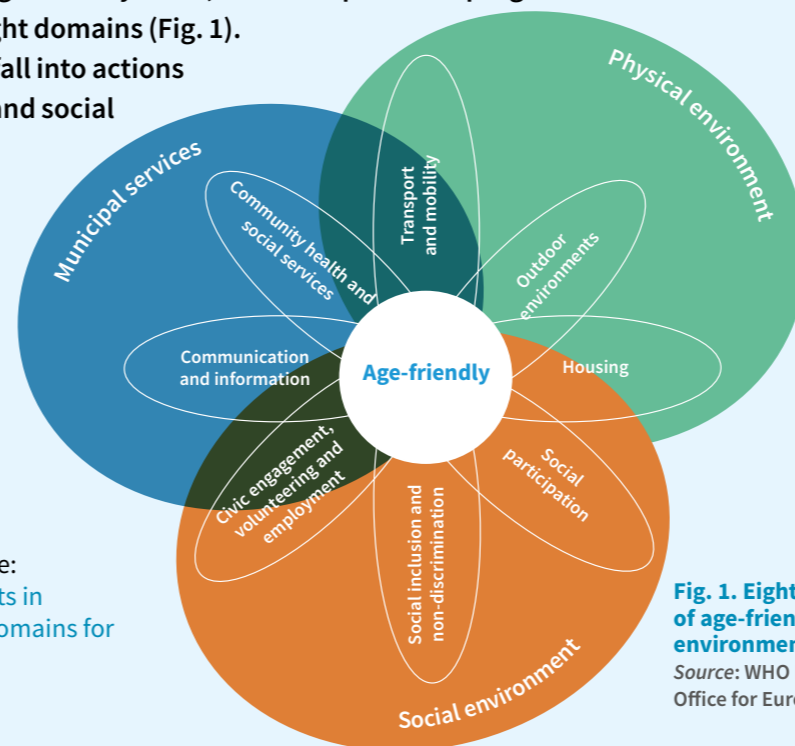 ght domains (Fig. 1).
fall into actions
and social
Physical environment
Municipal services
Transport
and mobility
Community health and
social services
Outdoor
environments
Communication
and information
Age-friendly
Housing
Civic engagement,
volunteering and
employment
Social
participation
Social inclusion and
non-discrimination
Social environment
e:
ts in
omains for
Fig. 1. Eight
of age-frien
environmen
Source: WHO
Office for Eur